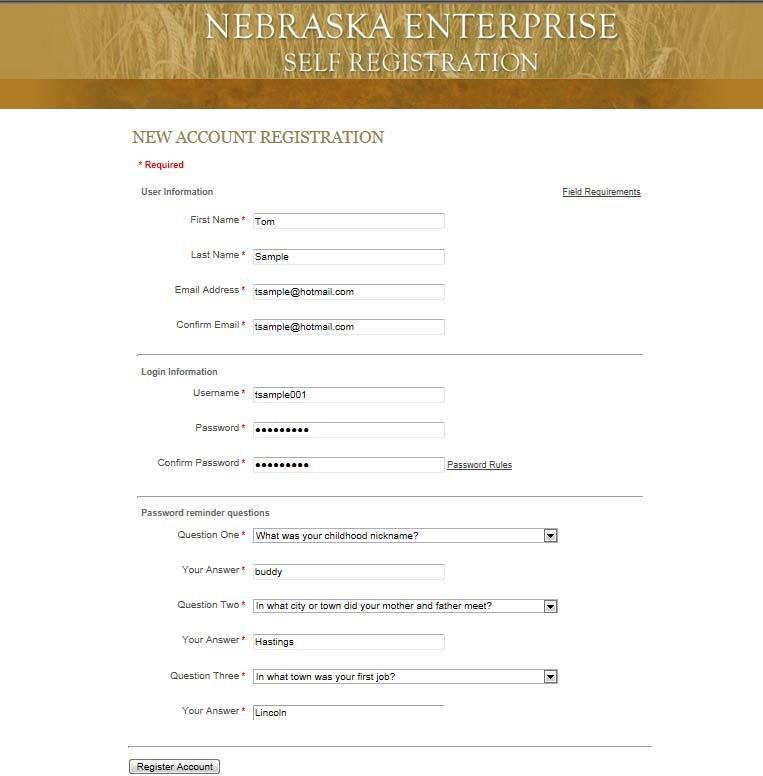 NEBRASKA ENTERPRISE
SELF REGISTRATION
NEW ACCOUNT REGISTRATION
* Required
User Information Field Requirements
First Name * Tom
Last Name * Sample
Email Address * tsample@hotmail.com
Confirm Email * tsample@hotmail.com
Login Information
Username * tsample001
Password * •••••••••
Confirm Password * ••••••••• Password Rules
Password reminder questions
Question One * What was your childhood nickname?
Your Answer * buddy
Question Two * In what city or town did your mother and father meet?
Your Answer * Hastings
Question Three * In what town was your first job?
Your Answer * Lincoln
Register Account